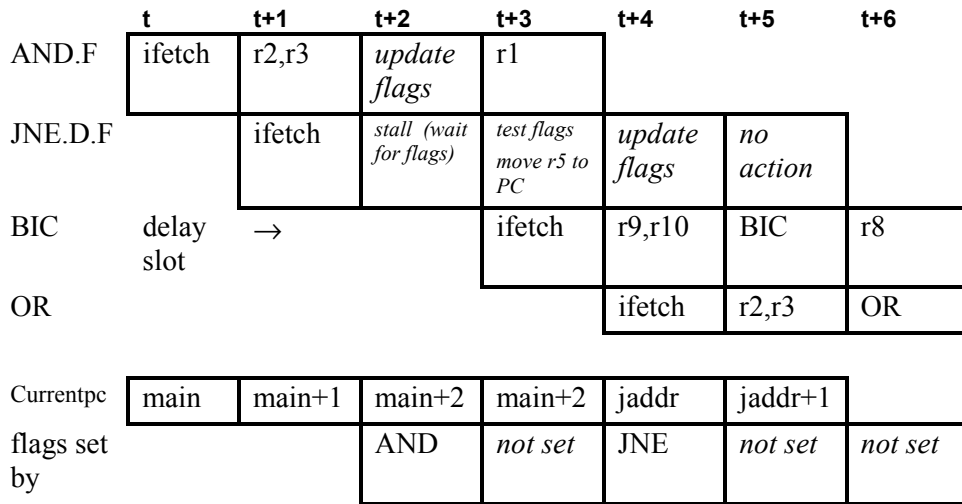 t t+1 t+2 t+3 t+4 t+5 t+6
AND.F ifetch r2,r3 update r1
flags
JNE.D.F ifetch stall (wait test flags update no
for flags) move r5 to flags action
PC
BIC delay → ifetch r9,r10 BIC r8
slot
OR ifetch r2,r3 OR
Currentpc main main+1 main+2 main+2 jaddr jaddr+1
flags set AND not set JNE not set not set
by